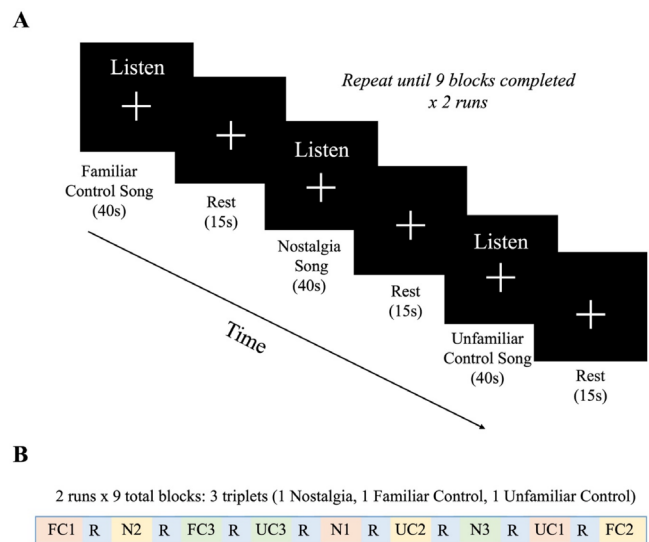 A
Listen
Repeat until 9 blocks completed
x 2 runs
Familiar
Control Song
(40s)
Rest
(15s)
Listen
Nostalgia
Song
(40s)
Rest
(15s)
Listen
Unfamiliar
Control Song
(40s)
Rest
(15s)
Time
B
2 runs x 9 total blocks: 3 triplets (1 Nostalgia, 1 Familiar Control, 1 Unfamiliar Control)
FC1 R N2 R FC3 R UC3 R N1 R UC2 R N3 R UC1 R FC2